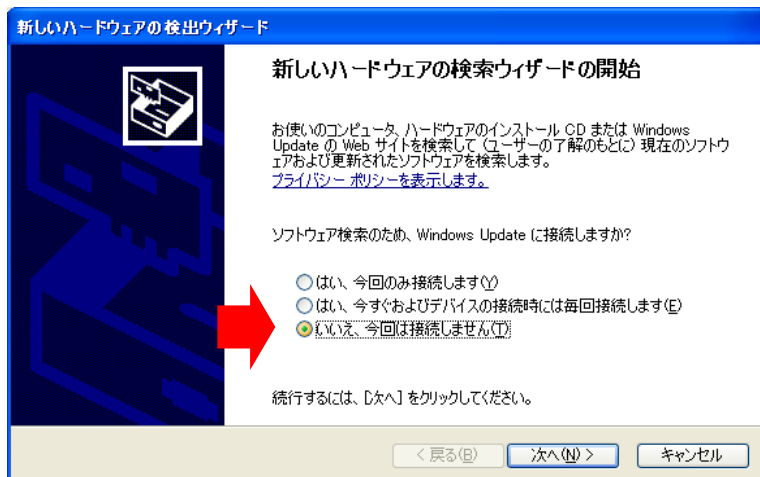 新しいハードウェアの検出ウィザード
新しいハードウェアの検索ウィザードの開始
お使いのコンピュータ、ハードウェアのインストール CD または Windows
Update の Web サイトを検索して (ユーザーの了解のもとに) 現在のソフトウ
ェアおよび更新されたソフトウェアを検索します。
プライバシー ポリシーを表示します。
ソフトウェア検索のため、Windows Update に接続しますか?
はい、今回のみ接続します(Y)
はい、今すぐおよびデバイスの接続時には毎回接続します(E)
いいえ、今回は接続しません(T)
続行するには、[次へ] をクリックしてください。
< 戻る(B)
次へ(N) >
キャンセル